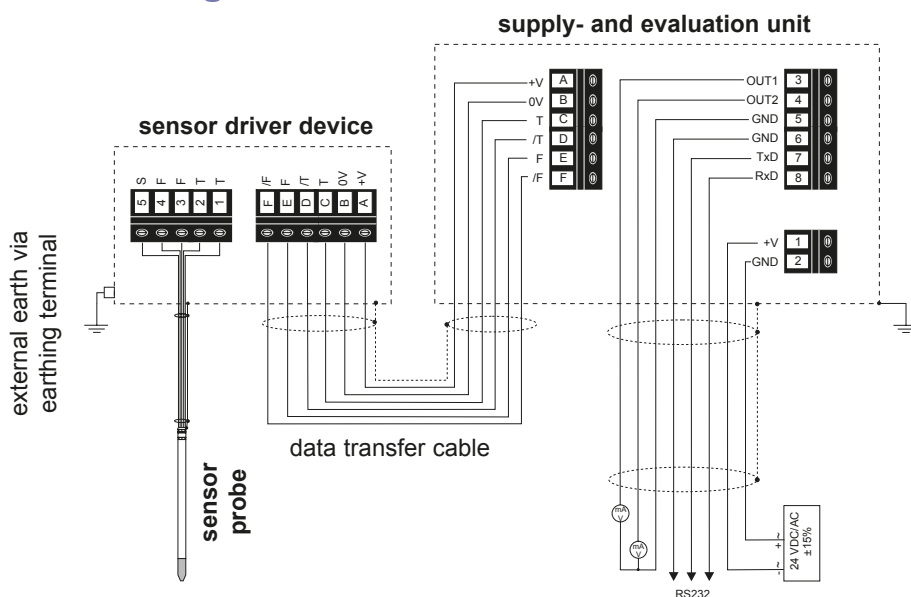 supply- and evaluation unit
+V A
0V B
T C
/T D
F E
/F F
OUT1 3
OUT2 4
GND 5
GND 6
TxD 7
RxD 8
+V 1
GND 2
sensor driver device
S F F T T
5 4 3 2 1
/F F /T T 0V +V
F E D C B A
external earth via
earthing terminal
data transfer cable
sensor
probe
mA
V
mA
V
~ +
~ -
24 VDC/AC
±15%
RS232